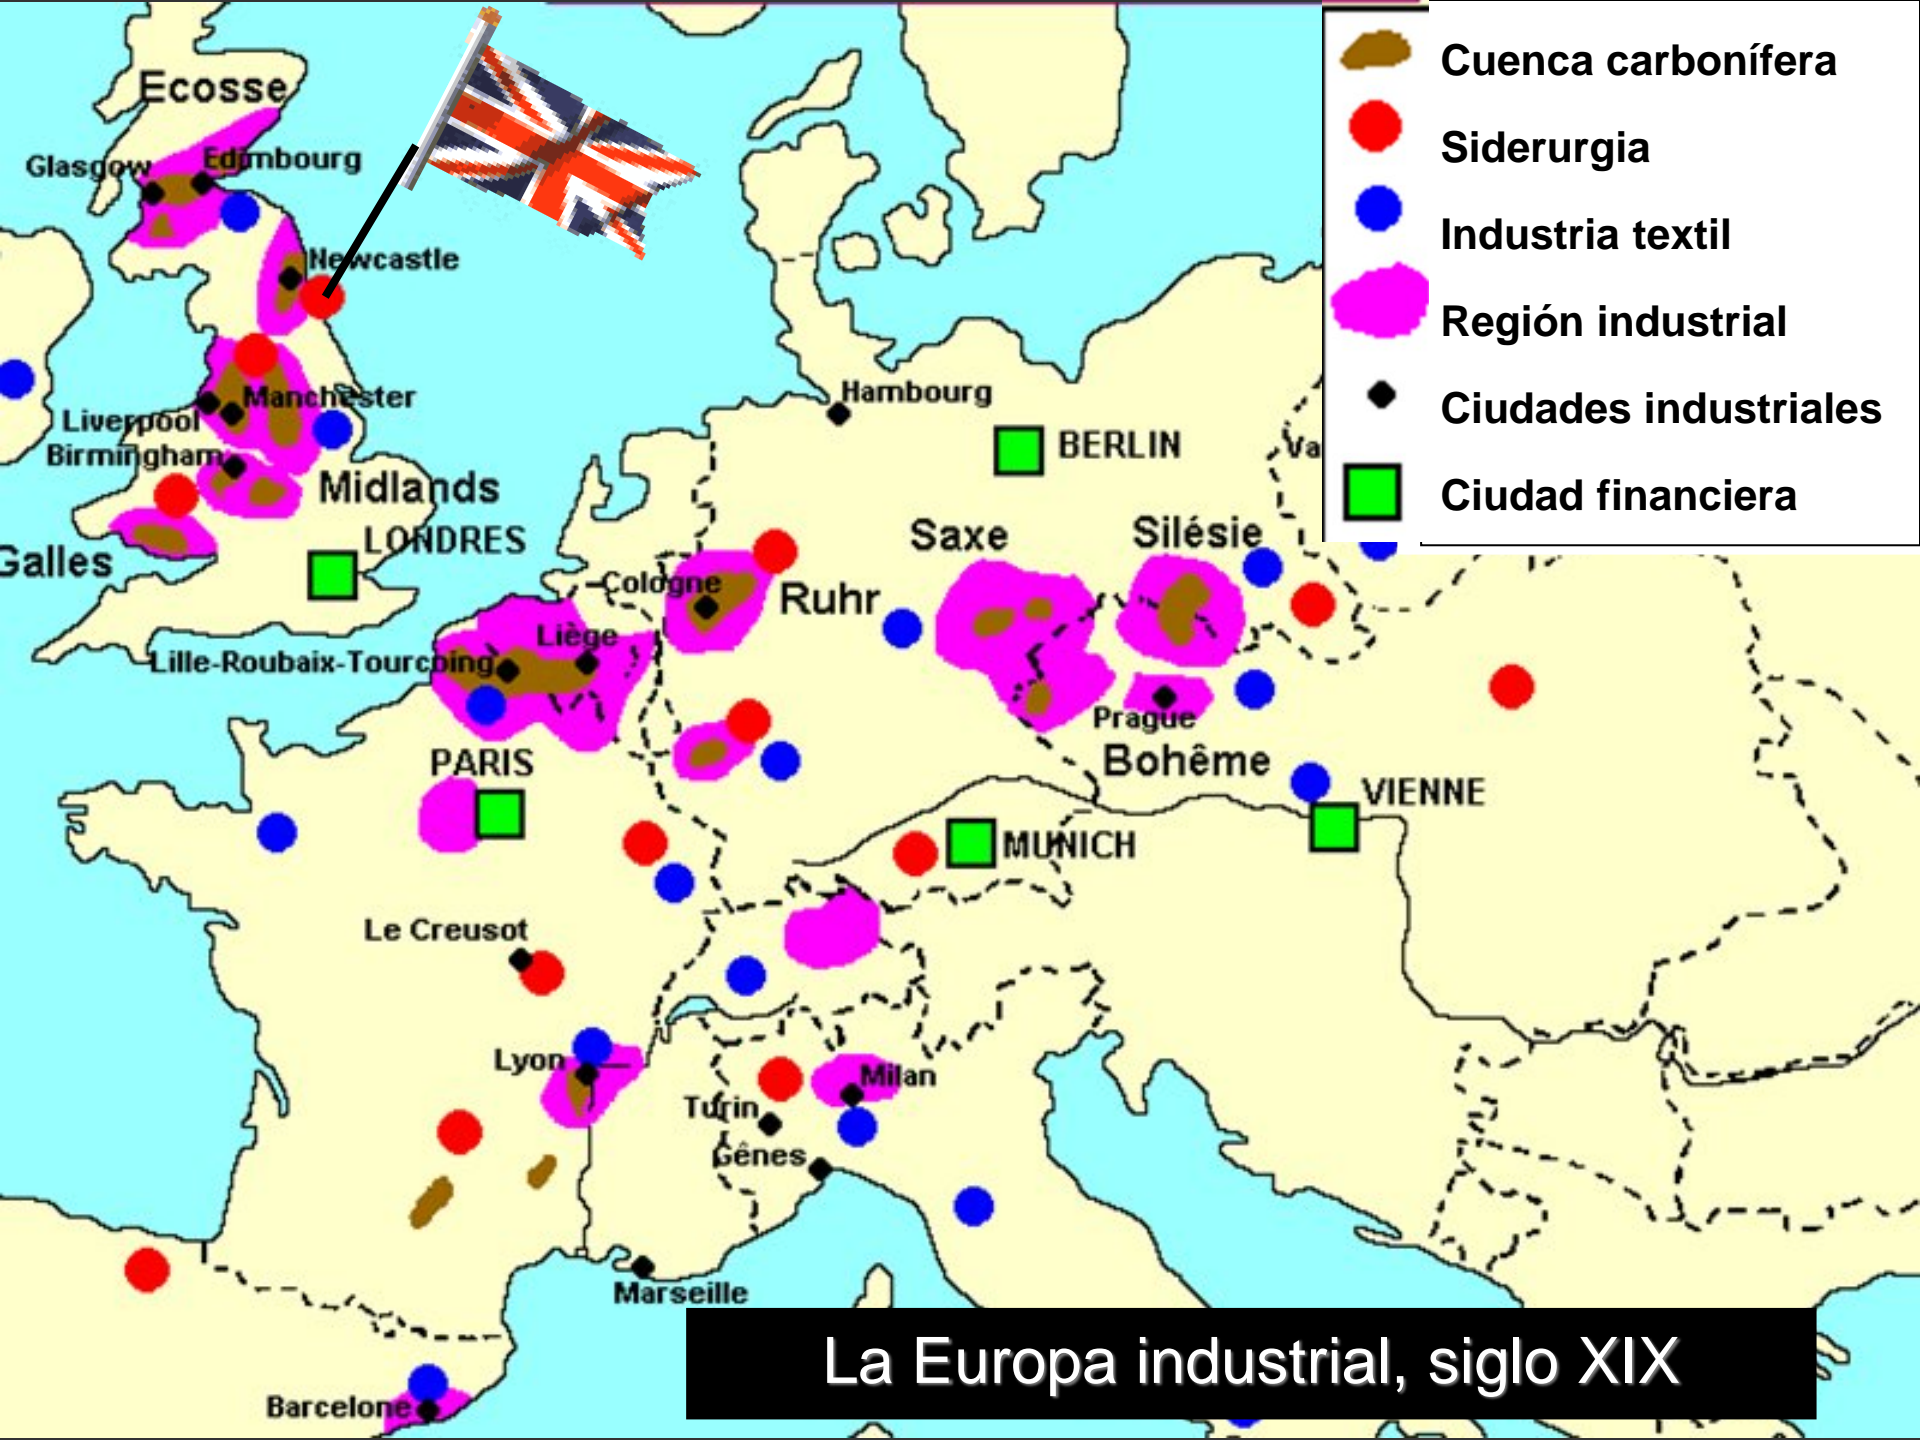 Cuenca carbonífera
Siderurgia
Industria textil
Región industrial
Ciudades industriales
Ciudad financiera
Ecosse
Glasgow
Edimbourg
Newcastle
Manchester
Liverpool
Birmingham
Midlands
LONDRES
Galles
Hambourg
BERLIN
Va
Saxe
Silésie
Cologne
Ruhr
Liège
Lille-Roubaix-Tourcoing
Prague
Bohême
PARIS
VIENNE
MUNICH
Le Creusot
Lyon
Milan
Turin
Gênes
Marseille
Barcelone
La Europa industrial, siglo XIX